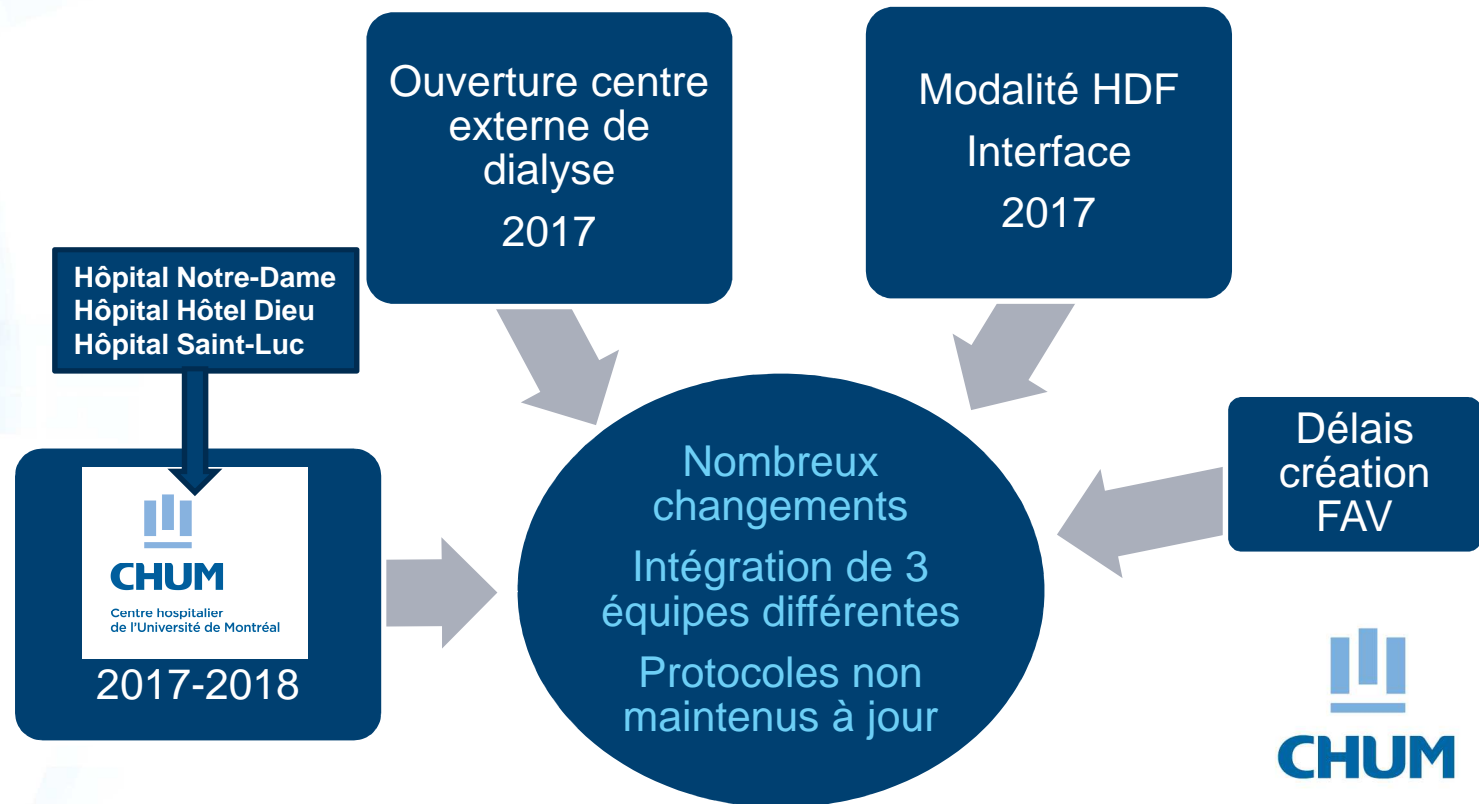 Ouverture centre
externe de
dialyse
2017
Modalité HDF
Interface
2017
Hôpital Notre-Dame
Hôpital Hôtel Dieu
Hôpital Saint-Luc
CHUM
Centre hospitalier
de l'Université de Montréal
2017-2018
Nombreux
changements
Intégration de 3
équipes différentes
Protocoles non
maintenus à jour
Délais
création
FAV
CHUM